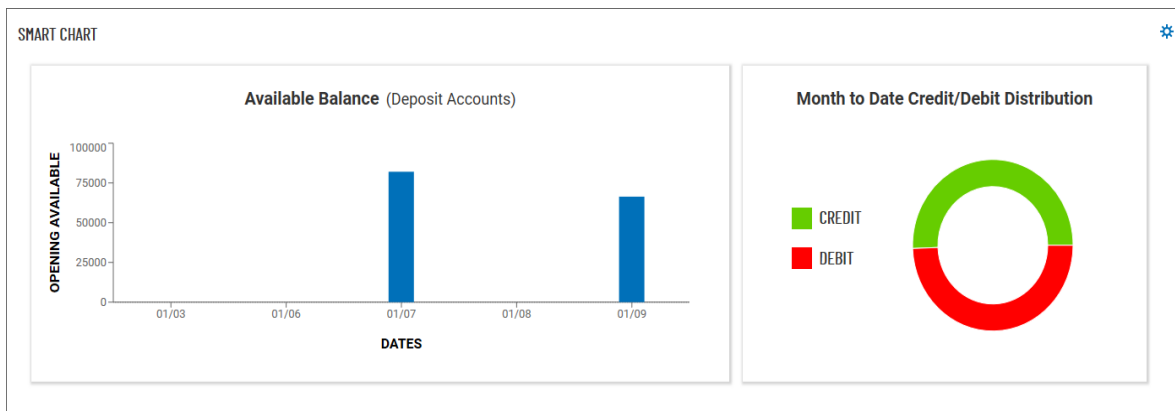 SMART CHART
Available Balance (Deposit Accounts)
OPENING AVAILABLE
100000
75000
50000
25000
0
01/03 01/06 01/07 01/08 01/09
DATES
Month to Date Credit/Debit Distribution
CREDIT
DEBIT